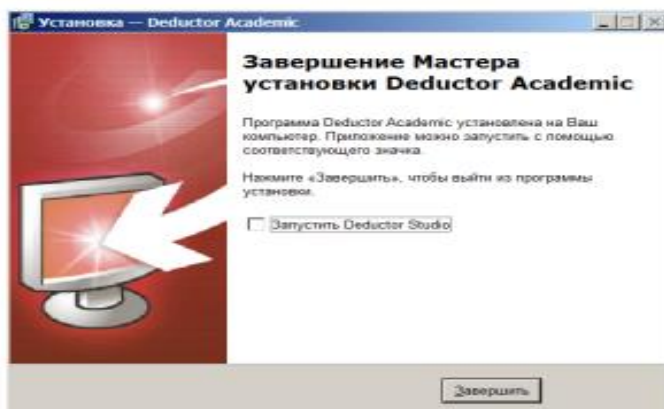 Установка — Deductor Academic
Завершение Мастера
установки Deductor Academic
Программа Deductor Academic установлена на Ваш
компьютер. Приложение можно запустить с помощью
соответствующего значка.
Нажмите «Завершить», чтобы выйти из программы
установки.
Запустить Deductor Studio
Завершить